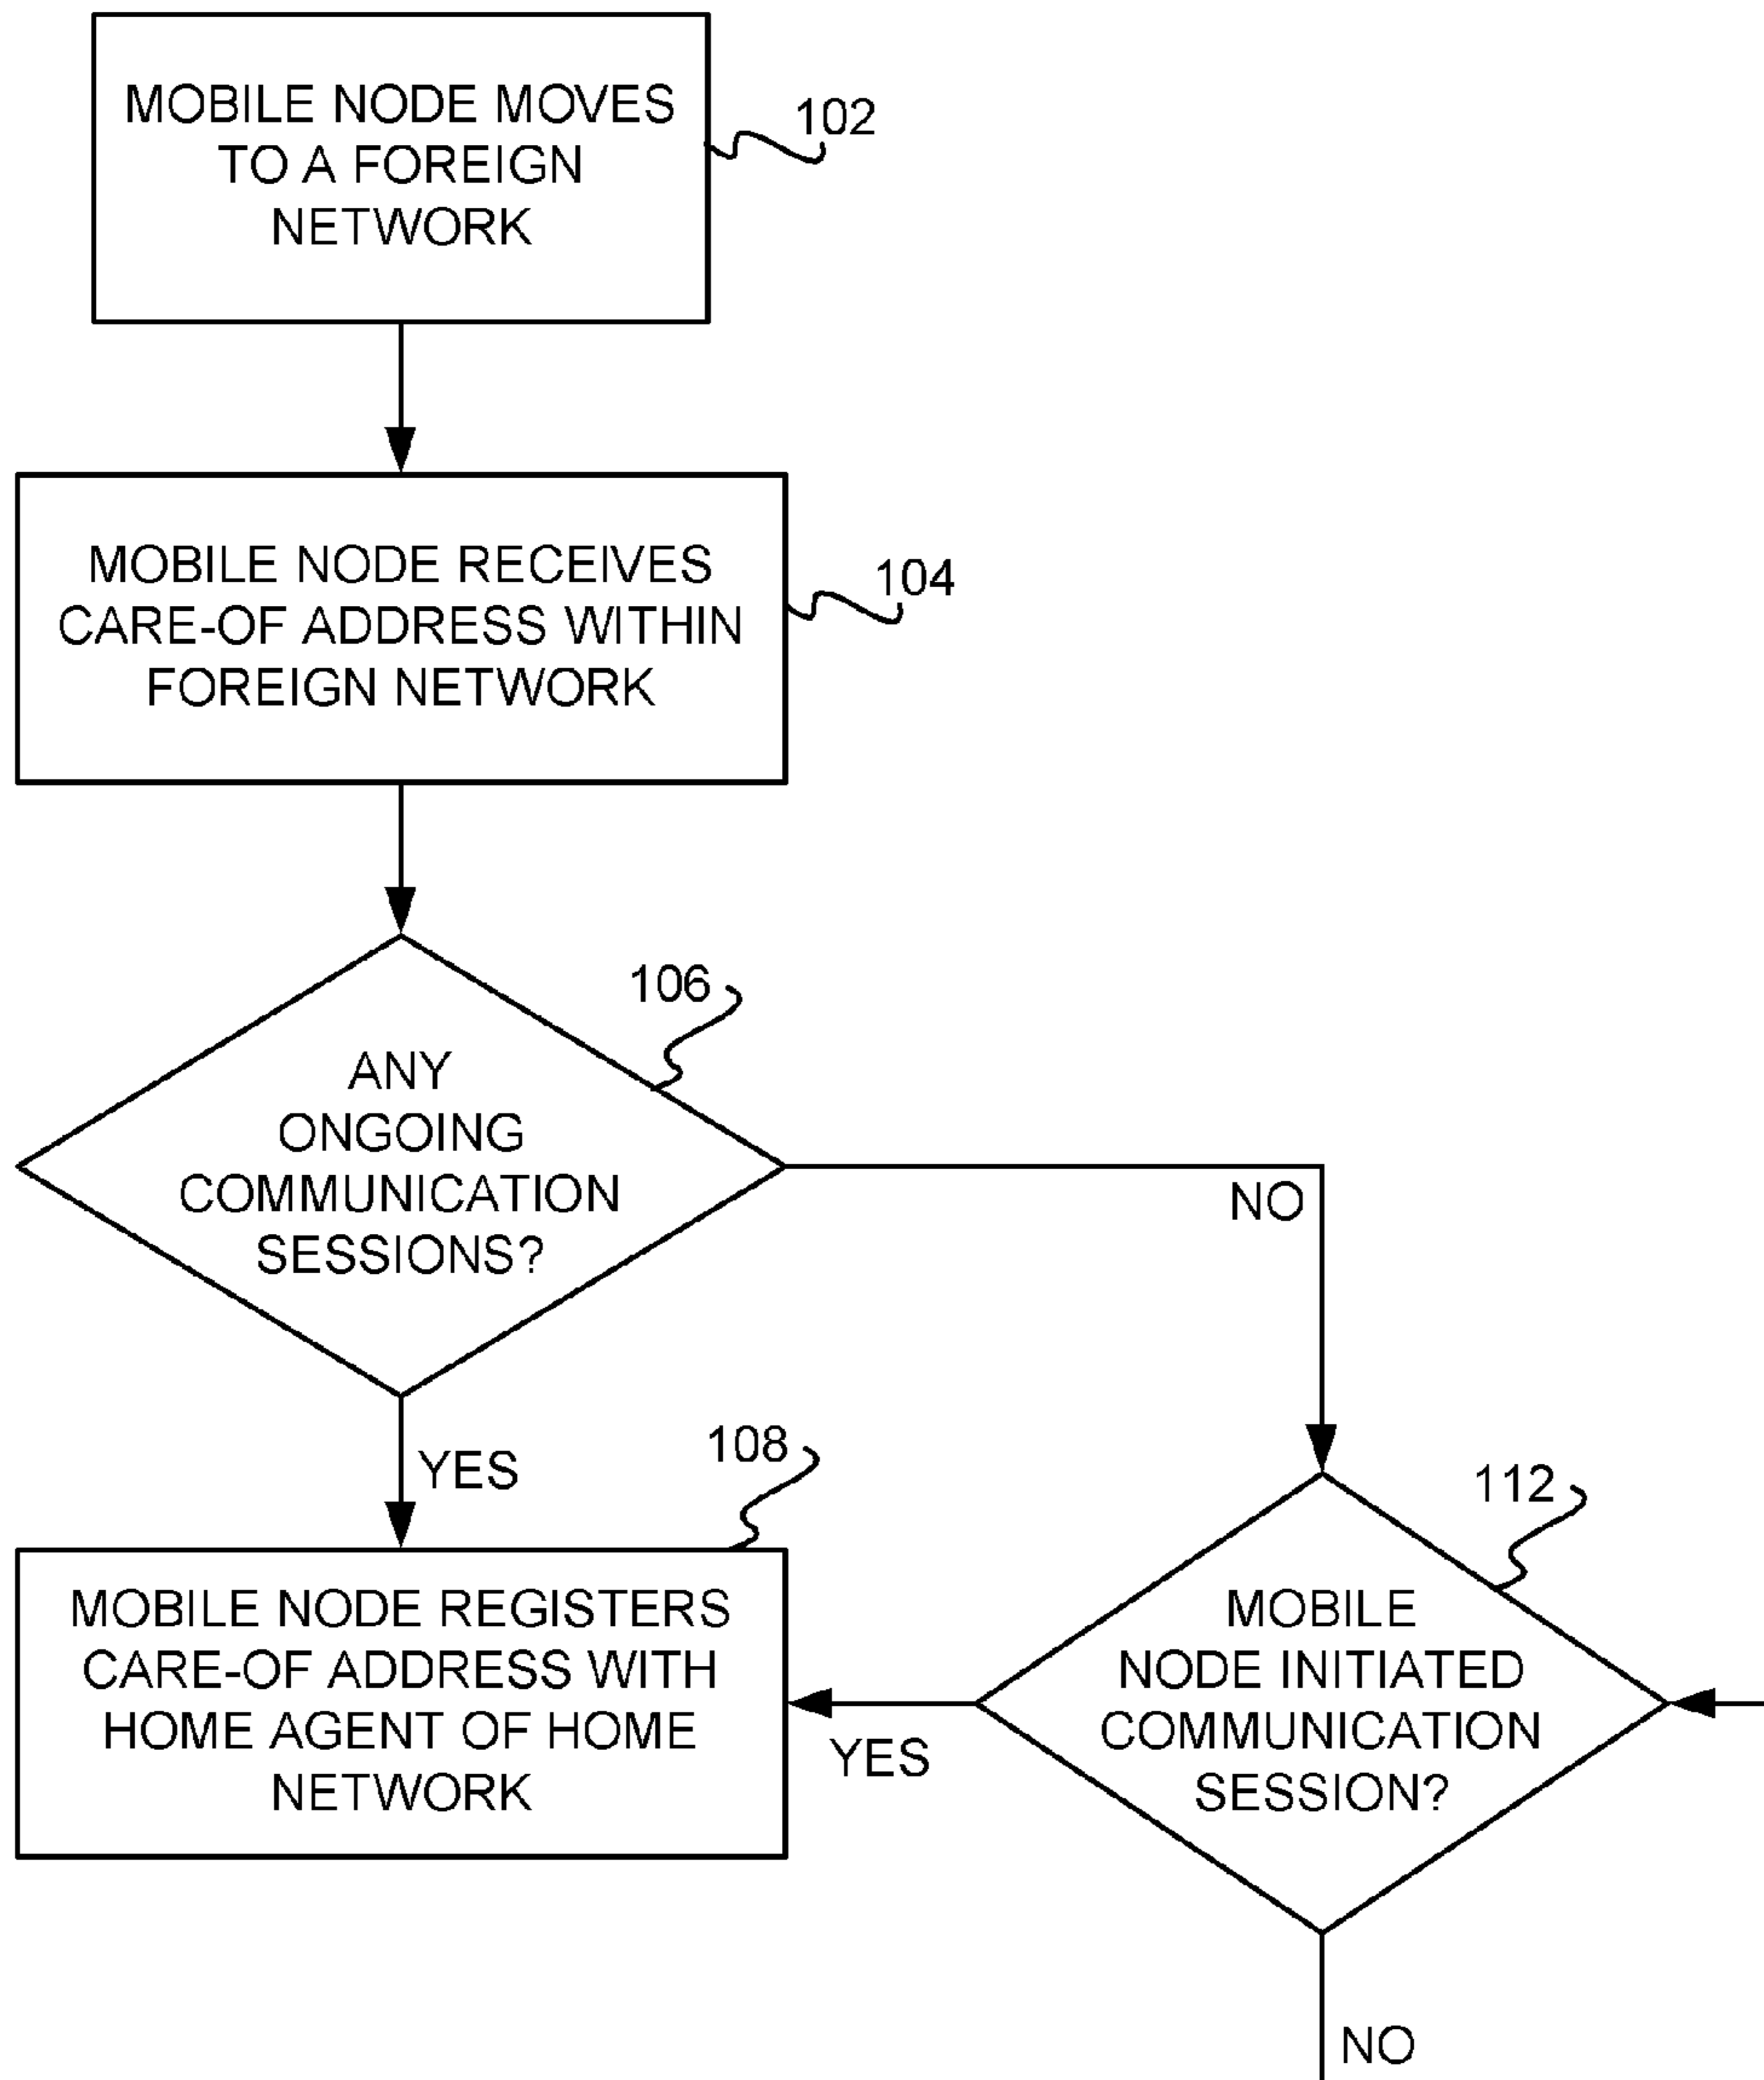 MOBILE NODE MOVES
TO A FOREIGN
NETWORK
102
MOBILE NODE RECEIVES
CARE-OF ADDRESS WITHIN
FOREIGN NETWORK
104
106
ANY
ONGOING
COMMUNICATION
SESSIONS?
NO
YES
108
112
MOBILE NODE REGISTERS
CARE-OF ADDRESS WITH
HOME AGENT OF HOME
NETWORK
YES
MOBILE
NODE INITIATED
COMMUNICATION
SESSION?
NO